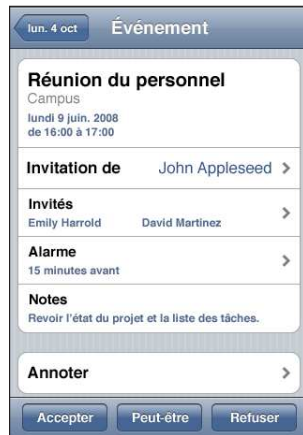 lun. 4 oct Événement
Réunion du personnel
Campus
lundi 9 juin. 2008
de 16:00 à 17:00
Invitation de John Appleseed
Invités
Emily Harrold David Martinez
Alarme
15 minutes avant
Notes
Revoir l'état du projet et la liste des tâches.
Annoter
Accepter Peut-être Refuser